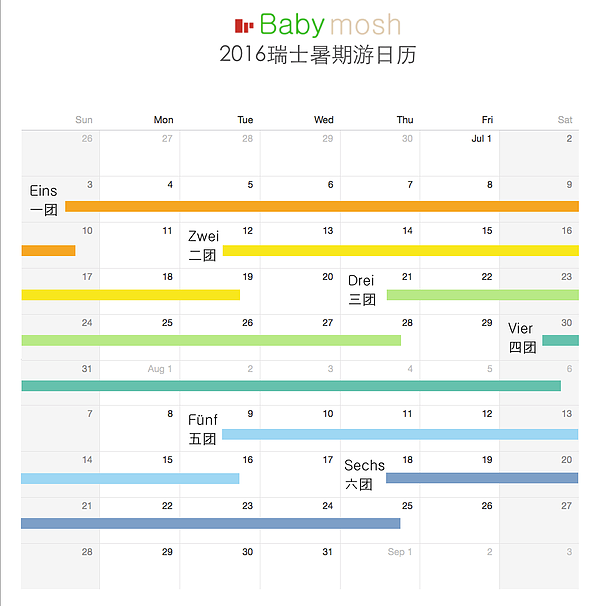 Babymosh
2016瑞士暑期游日历
Sun Mon Tue Wed Thu Fri Sat
26 27 28 29 30 Jul 1 2
3 4 5 6 7 8 9
Eins
一团
10 11 12 13 14 15 16
Zwei
二团
17 18 19 20 21 22 23
Drei
三团
24 25 26 27 28 29 30
Vier
四团
31 Aug 1 2 3 4 5 6
7 8 9 10 11 12 13
Fünf
五团
14 15 16 17 18 19 20
Sechs
六团
21 22 23 24 25 26 27
28 29 30 31 Sep 1 2 3